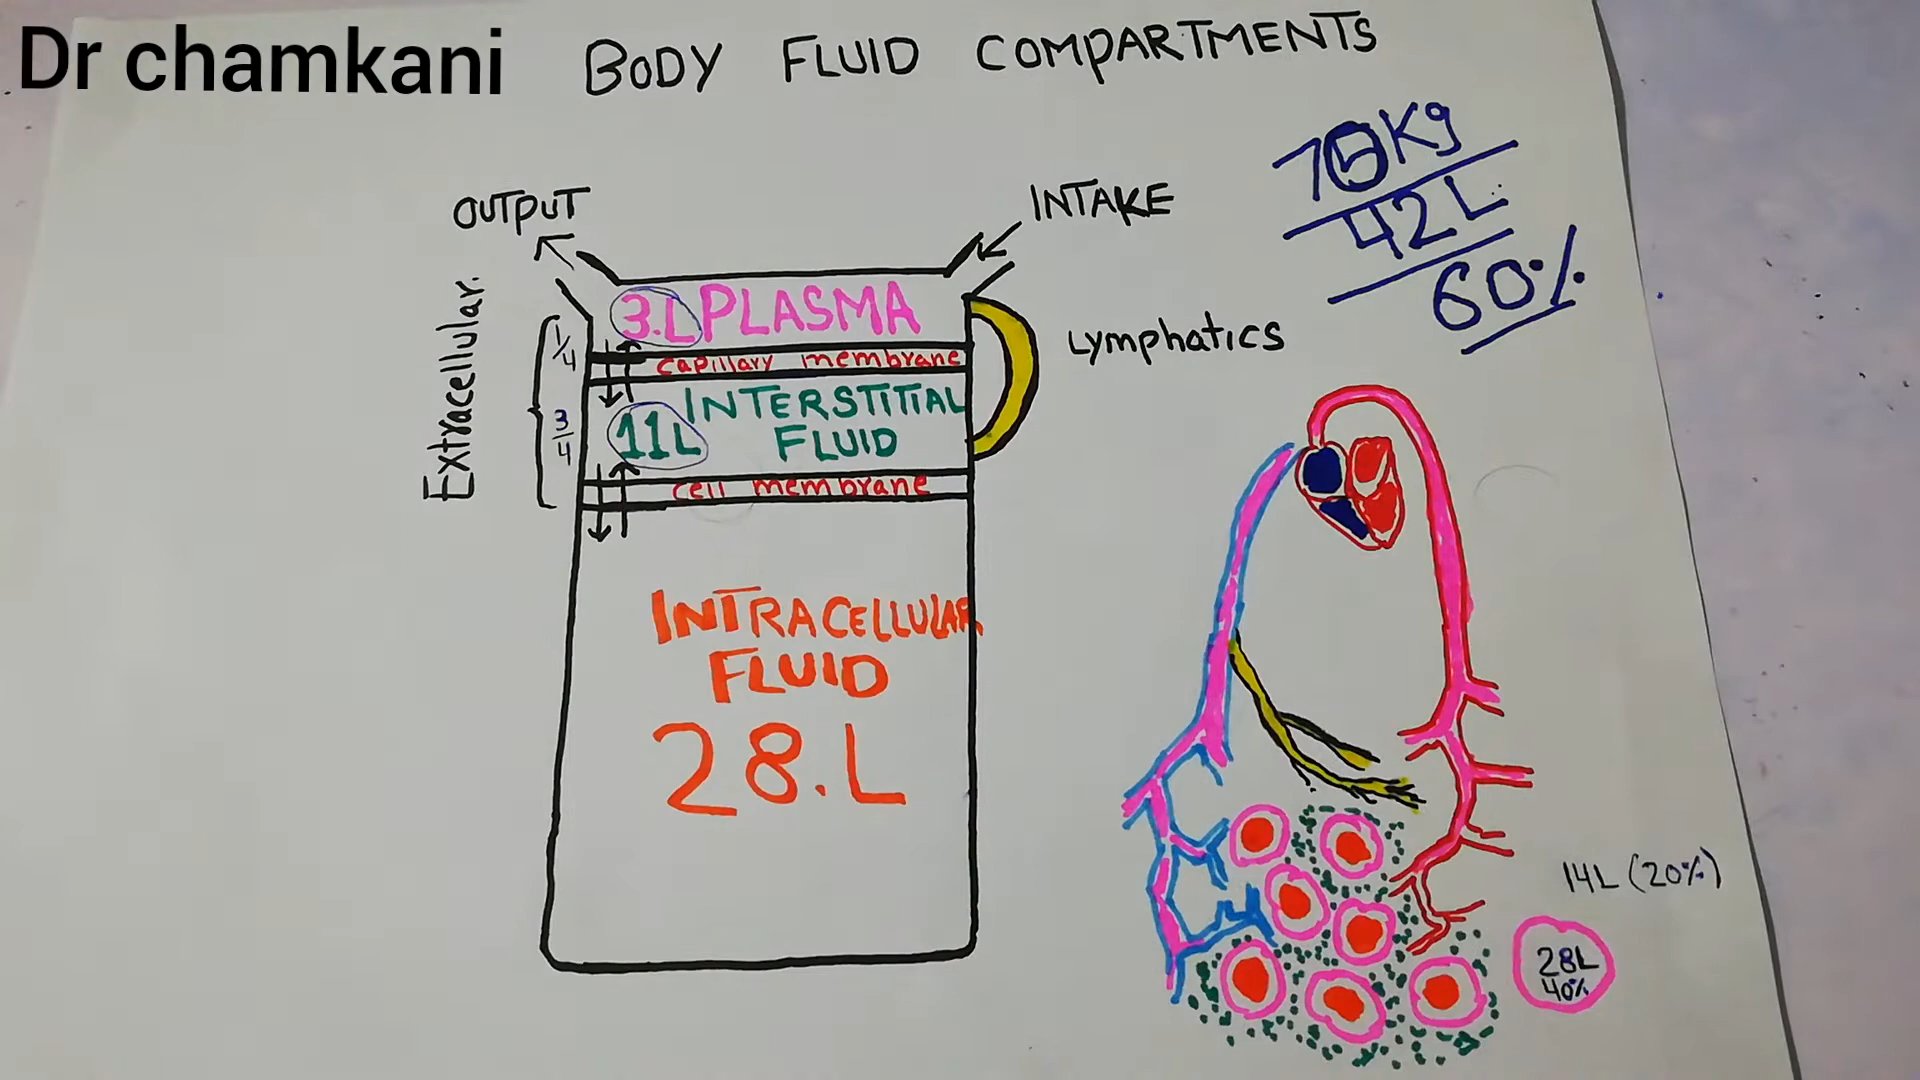 Dr chamkani
BODY FLUID COMPARTMENTS
Kg
42L
60%
OUTPUT
INTAKE
Extracellular.
1/4
3/4
3.L PLASMA
capillary membrane
11L INTERSTITIAL
FLUID
cell membrane
Lymphatics
INTRACELLULAR
FLUID
28.L
14L (20%)
28L
40%